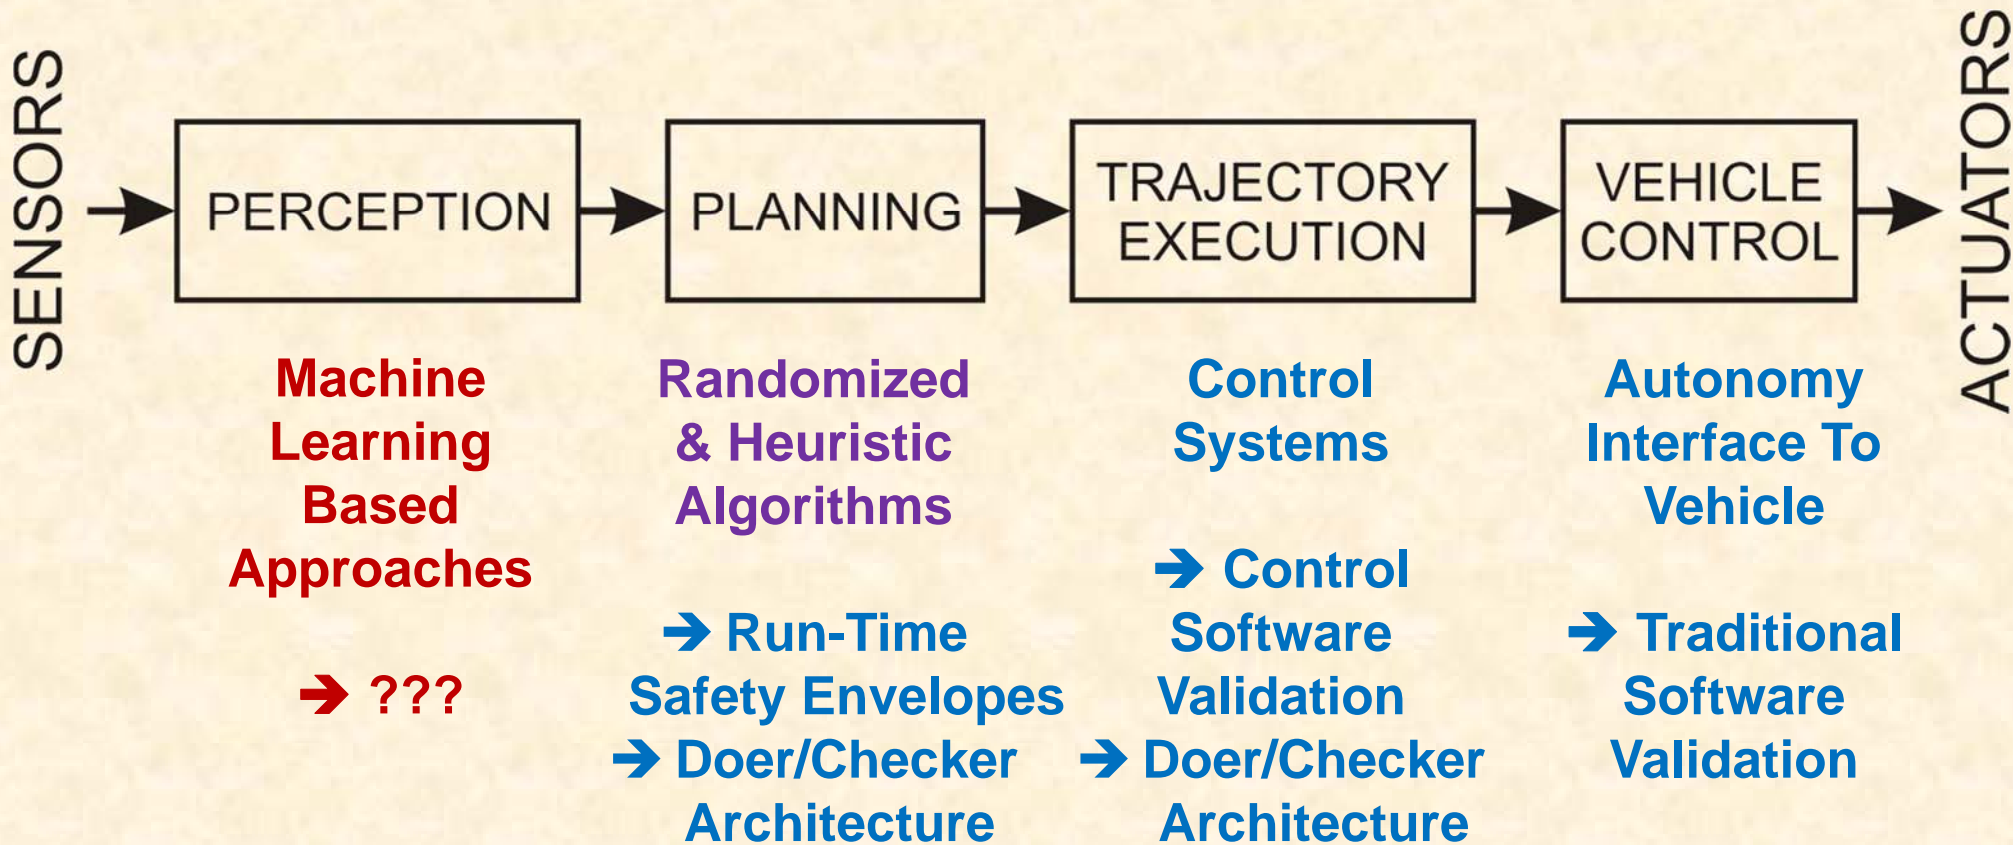 SENSORS
PERCEPTION
PLANNING
TRAJECTORY
EXECUTION
VEHICLE
CONTROL
ACTUATORS
Machine
Learning
Based
Approaches
➔ ???
Randomized
& Heuristic
Algorithms
➔ Run-Time
Safety Envelopes
➔ Doer/Checker
Architecture
Control
Systems
➔ Control
Software
Validation
➔ Doer/Checker
Architecture
Autonomy
Interface To
Vehicle
➔ Traditional
Software
Validation